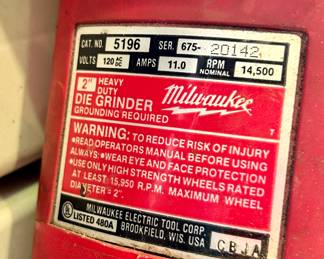 CAT. NO. 5196 SER. 675- 20142
VOLTS 120 AC DC AMPS 11.0 RPM NOMINAL 14,500
2" HEAVY DUTY
DIE GRINDER
GROUNDING REQUIRED
Milwaukee
WARNING: TO REDUCE RISK OF INJURY
•READ OPERATORS MANUAL BEFORE USING
ALWAYS: •WEAR EYE AND FACE PROTECTION
•USE ONLY HIGH STRENGTH WHEELS RATED
AT LEAST 15,950 R.P.M. MAXIMUM WHEEL
DIAMETER = 2".
MILWAUKEE ELECTRIC TOOL CORP.
BROOKFIELD, WIS. USA
LISTED 480A
CBJA